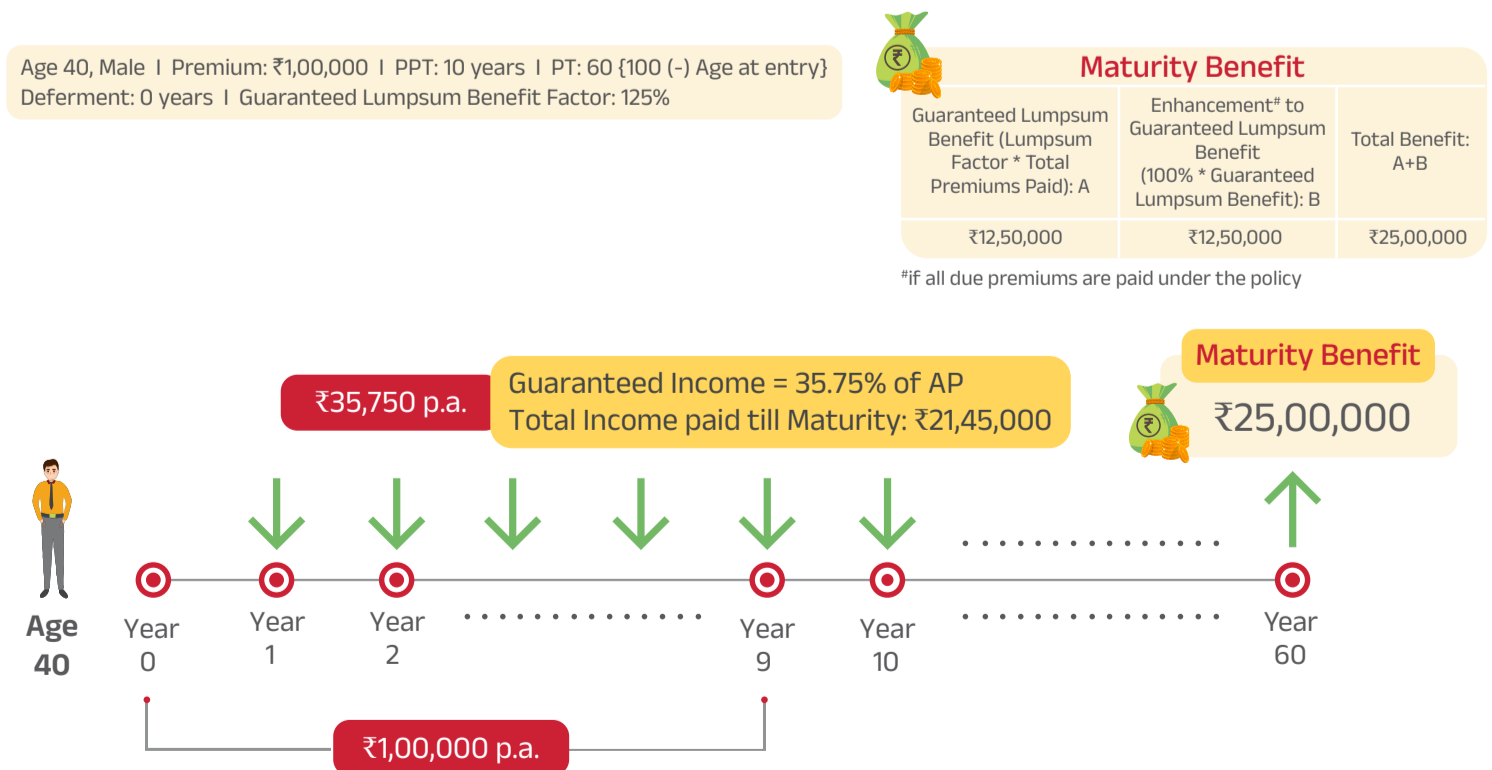 Age 40, Male I Premium: ₹1,00,000 I PPT: 10 years I PT: 60 {100 (-) Age at entry}
Deferment: 0 years I Guaranteed Lumpsum Benefit Factor: 125%
₹
Maturity Benefit
Guaranteed Lumpsum
Benefit (Lumpsum
Factor * Total
Premiums Paid): A
Enhancement# to
Guaranteed Lumpsum
Benefit
(100% * Guaranteed
Lumpsum Benefit): B
Total Benefit:
A+B
₹12,50,000
₹12,50,000
₹25,00,000
#if all due premiums are paid under the policy
₹35,750 p.a.
Guaranteed Income = 35.75% of AP
Total Income paid till Maturity: ₹21,45,000
Maturity Benefit
₹
₹25,00,000
Age
40
Year
0
Year
1
Year
2
Year
9
Year
10
Year
60
₹1,00,000 p.a.